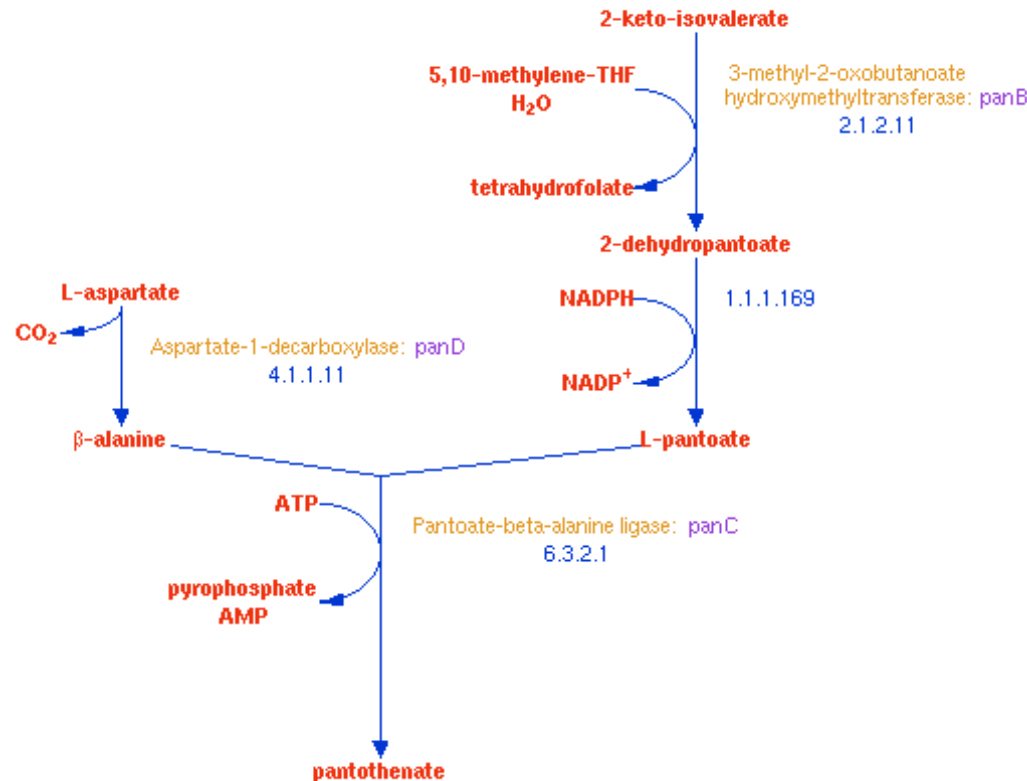 2-keto-isovalerate
5,10-methylene-THF
H₂O
3-methyl-2-oxobutanoate
hydroxymethyltransferase: panB
2.1.2.11
tetrahydrofolate
2-dehydropantoate
L-aspartate
CO₂
NADPH
1.1.1.169
Aspartate-1-decarboxylase: panD
4.1.1.11
NADP⁺
β-alanine
L-pantoate
ATP
Pantoate-beta-alanine ligase: panC
6.3.2.1
pyrophosphate
AMP
pantothenate